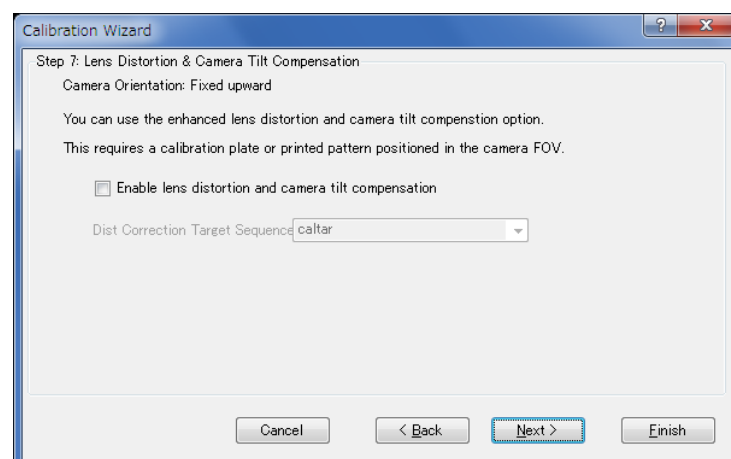 Calibration Wizard
?
X
Step 7: Lens Distortion & Camera Tilt Compensation
Camera Orientation: Fixed upward
You can use the enhanced lens distortion and camera tilt compenstion option.
This requires a calibration plate or printed pattern positioned in the camera FOV.
Enable lens distortion and camera tilt compensation
Dist Correction Target Sequence caltar
Cancel < Back Next > Finish